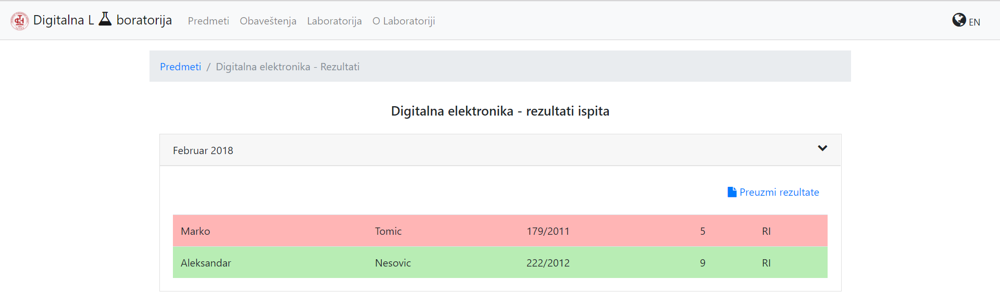 Digitalna L boratorija Predmeti Obaveštenja Laboratorija O Laboratoriji EN
Predmeti / Digitalna elektronika - Rezultati
Digitalna elektronika - rezultati ispita
Februar 2018
Preuzmi rezultate
Marko Tomic 179/2011 5 RI
Aleksandar Nesovic 222/2012 9 RI